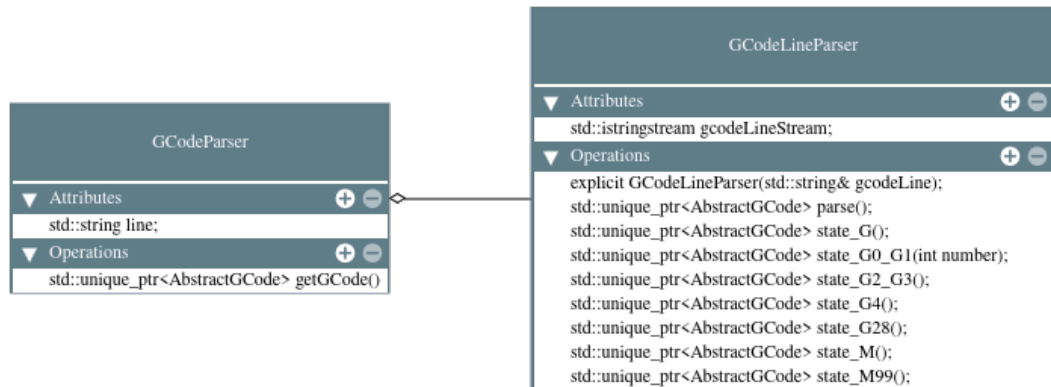 GCodeParser
Attributes
std::string line;
Operations
std::unique_ptr<AbstractGCode> getGCode()
GCodeLineParser
Attributes
std::istringstream gcodeLineStream;
Operations
explicit GCodeLineParser(std::string& gcodeLine);
std::unique_ptr<AbstractGCode> parse();
std::unique_ptr<AbstractGCode> state_G();
std::unique_ptr<AbstractGCode> state_G0_G1(int number);
std::unique_ptr<AbstractGCode> state_G2_G3();
std::unique_ptr<AbstractGCode> state_G4();
std::unique_ptr<AbstractGCode> state_G28();
std::unique_ptr<AbstractGCode> state_M();
std::unique_ptr<AbstractGCode> state_M99();